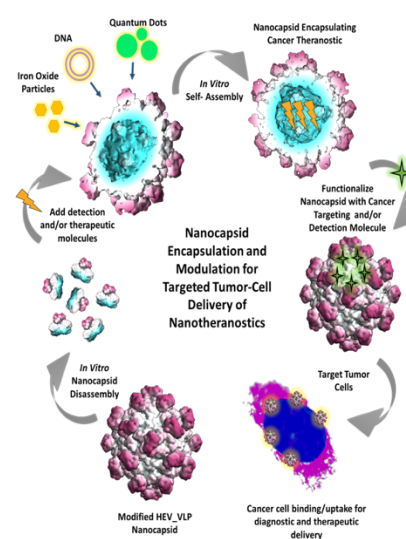 Quantum Dots
DNA
Iron Oxide
Particles
Nanocapsid Encapsulating
Cancer Theranostic
In Vitro
Self- Assembly
Functionalize
Nanocapsid with Cancer
Targeting and/or
Detection Molecule
Add detection
and/or therapeutic
molecules
Nanocapsid
Encapsulation and
Modulation for
Targeted Tumor-Cell
Delivery of
Nanotheranostics
In Vitro
Nanocapsid
Disassembly
Target Tumor
Cells
Modified HEV_VLP
Nanocapsid
Cancer cell binding/uptake for
diagnostic and therapeutic
delivery